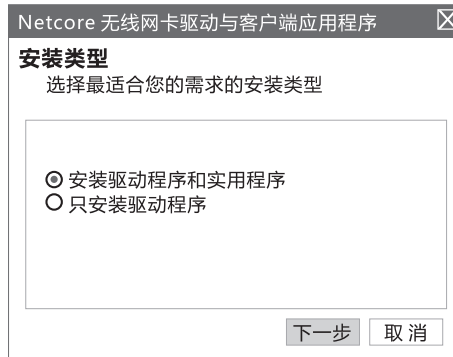 Netcore 无线网卡驱动与客户端应用程序
安装类型
选择最适合您的需求的安装类型
安装驱动程序和实用程序
只安装驱动程序
下一步
取 消